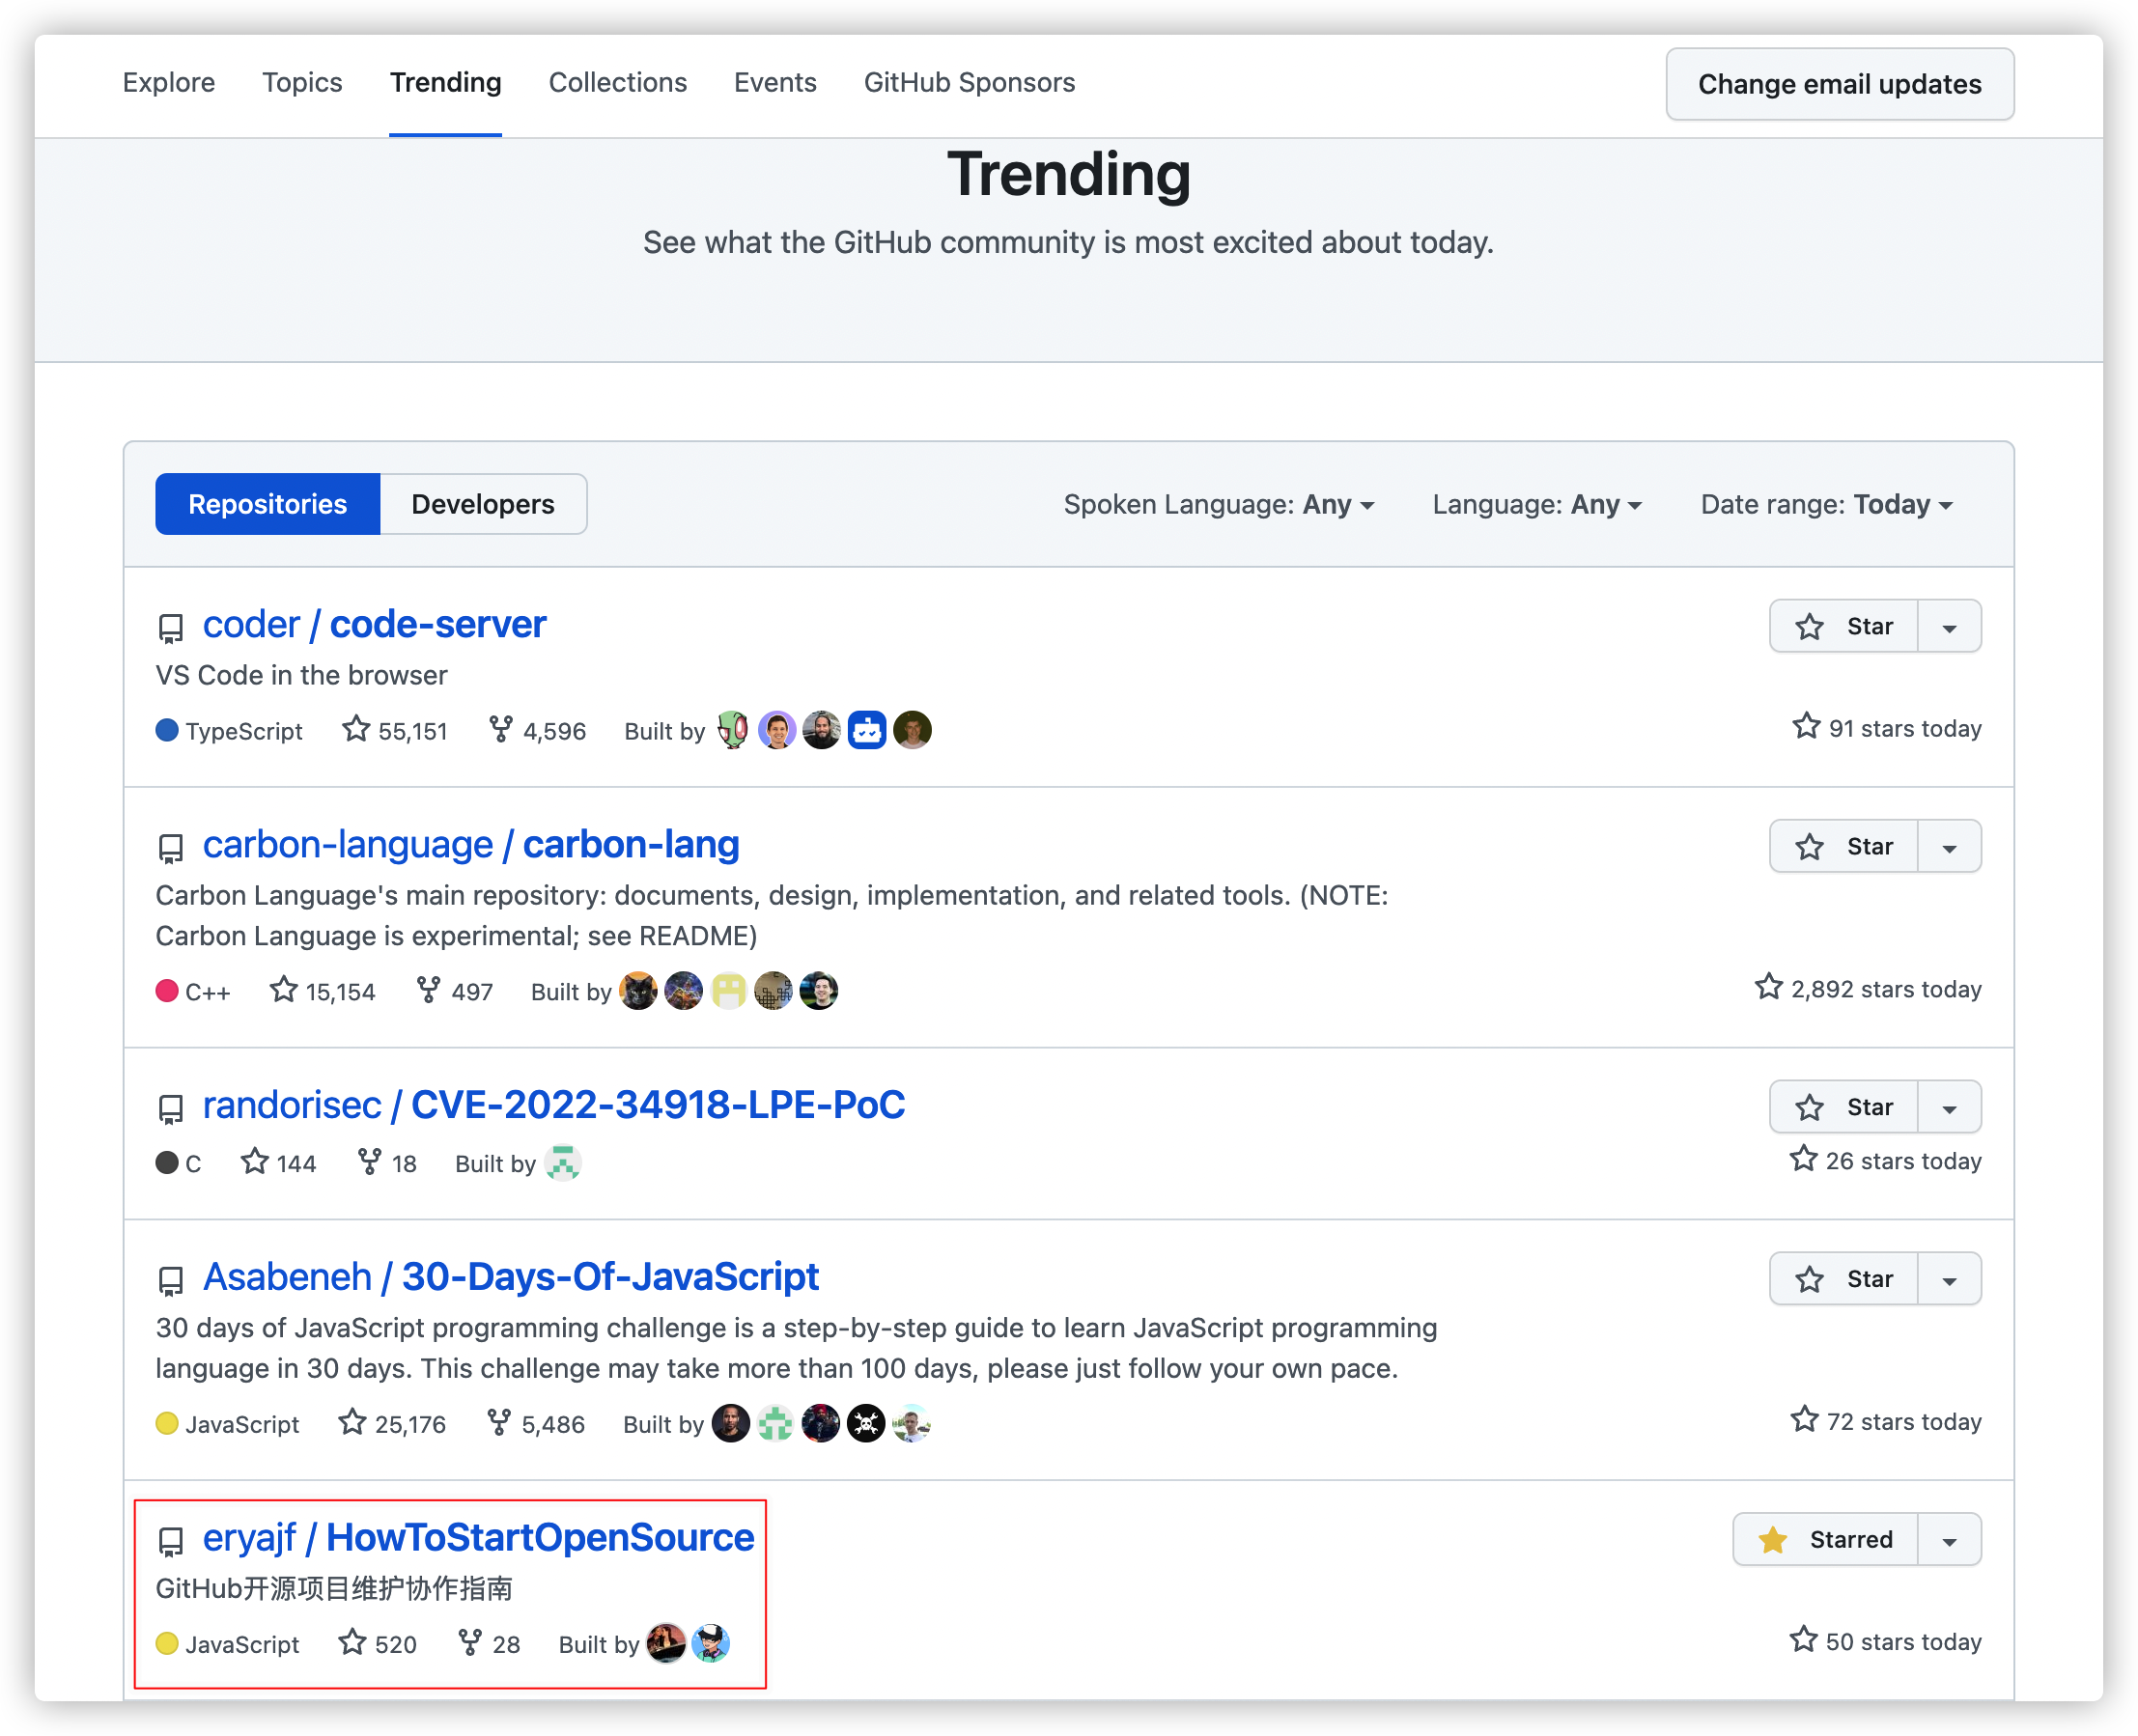 Explore Topics Trending Collections Events GitHub Sponsors Change email updates
Trending
See what the GitHub community is most excited about today.
Repositories Developers Spoken Language: Any Language: Any Date range: Today
coder / code-server Star
VS Code in the browser
TypeScript 55,151 4,596 Built by 91 stars today
carbon-language / carbon-lang Star
Carbon Language's main repository: documents, design, implementation, and related tools. (NOTE:
Carbon Language is experimental; see README)
C++ 15,154 497 Built by 2,892 stars today
randorisec / CVE-2022-34918-LPE-PoC Star
C 144 18 Built by 26 stars today
Asabeneh / 30-Days-Of-JavaScript Star
30 days of JavaScript programming challenge is a step-by-step guide to learn JavaScript programming
language in 30 days. This challenge may take more than 100 days, please just follow your own pace.
JavaScript 25,176 5,486 Built by 72 stars today
eryajf / HowToStartOpenSource Starred
GitHub开源项目维护协作指南
JavaScript 520 28 Built by 50 stars today